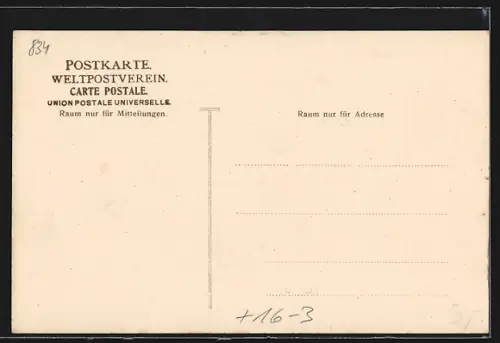 834
POSTKARTE.
WELTPOSTVEREIN.
CARTE POSTALE.
UNION POSTALE UNIVERSELLE.
Raum nur für Mitteilungen.
Raum nur für Adresse
+16-3